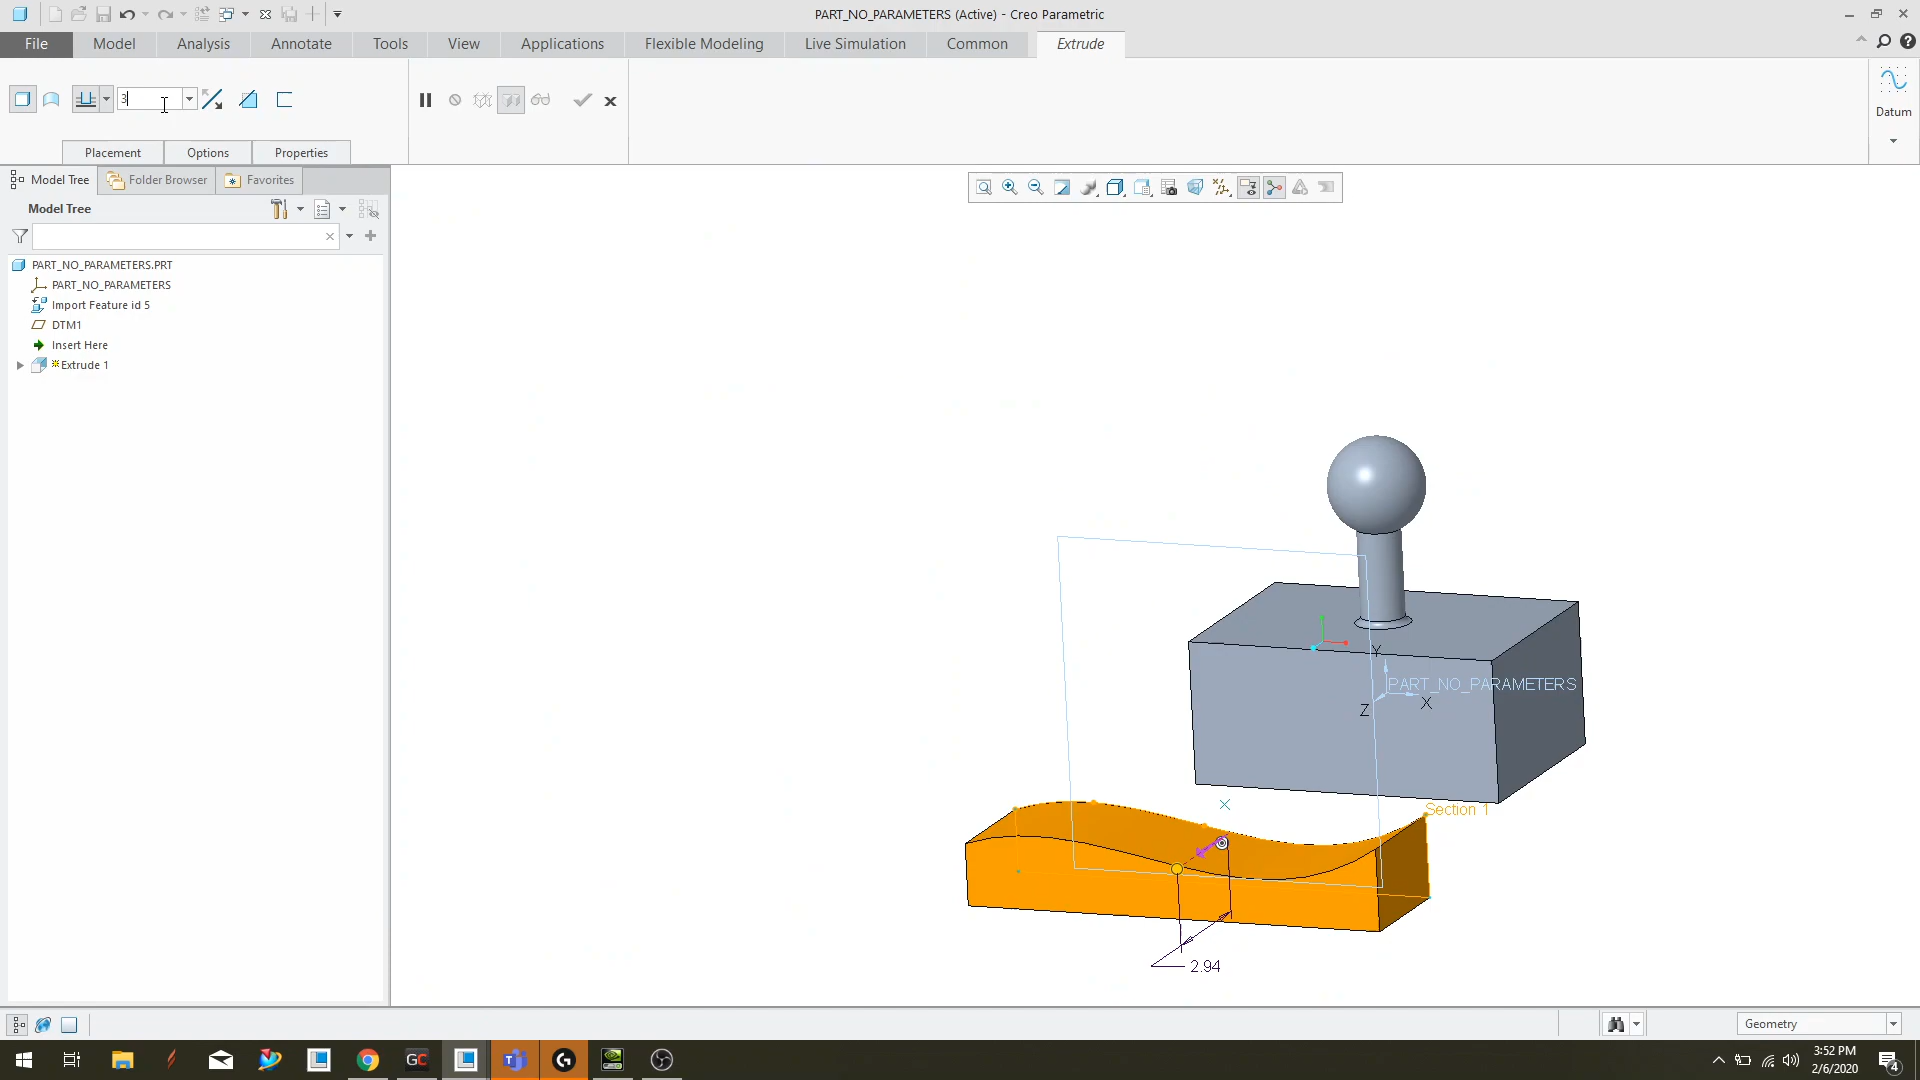 PART_NO_PARAMETERS (Active) - Creo Parametric
File Model Analysis Annotate Tools View Applications Flexible Modeling Live Simulation Common Extrude
3
Datum
Placement Options Properties
Model Tree Folder Browser Favorites
Model Tree
PART_NO_PARAMETERS.PRT
PART_NO_PARAMETERS
Import Feature id 5
DTM1
Insert Here
Extrude 1
Y
PART_NO_PARAMETERS
X
Z
Section 1
2.94
Geometry
GC
3:52 PM
2/6/2020
4